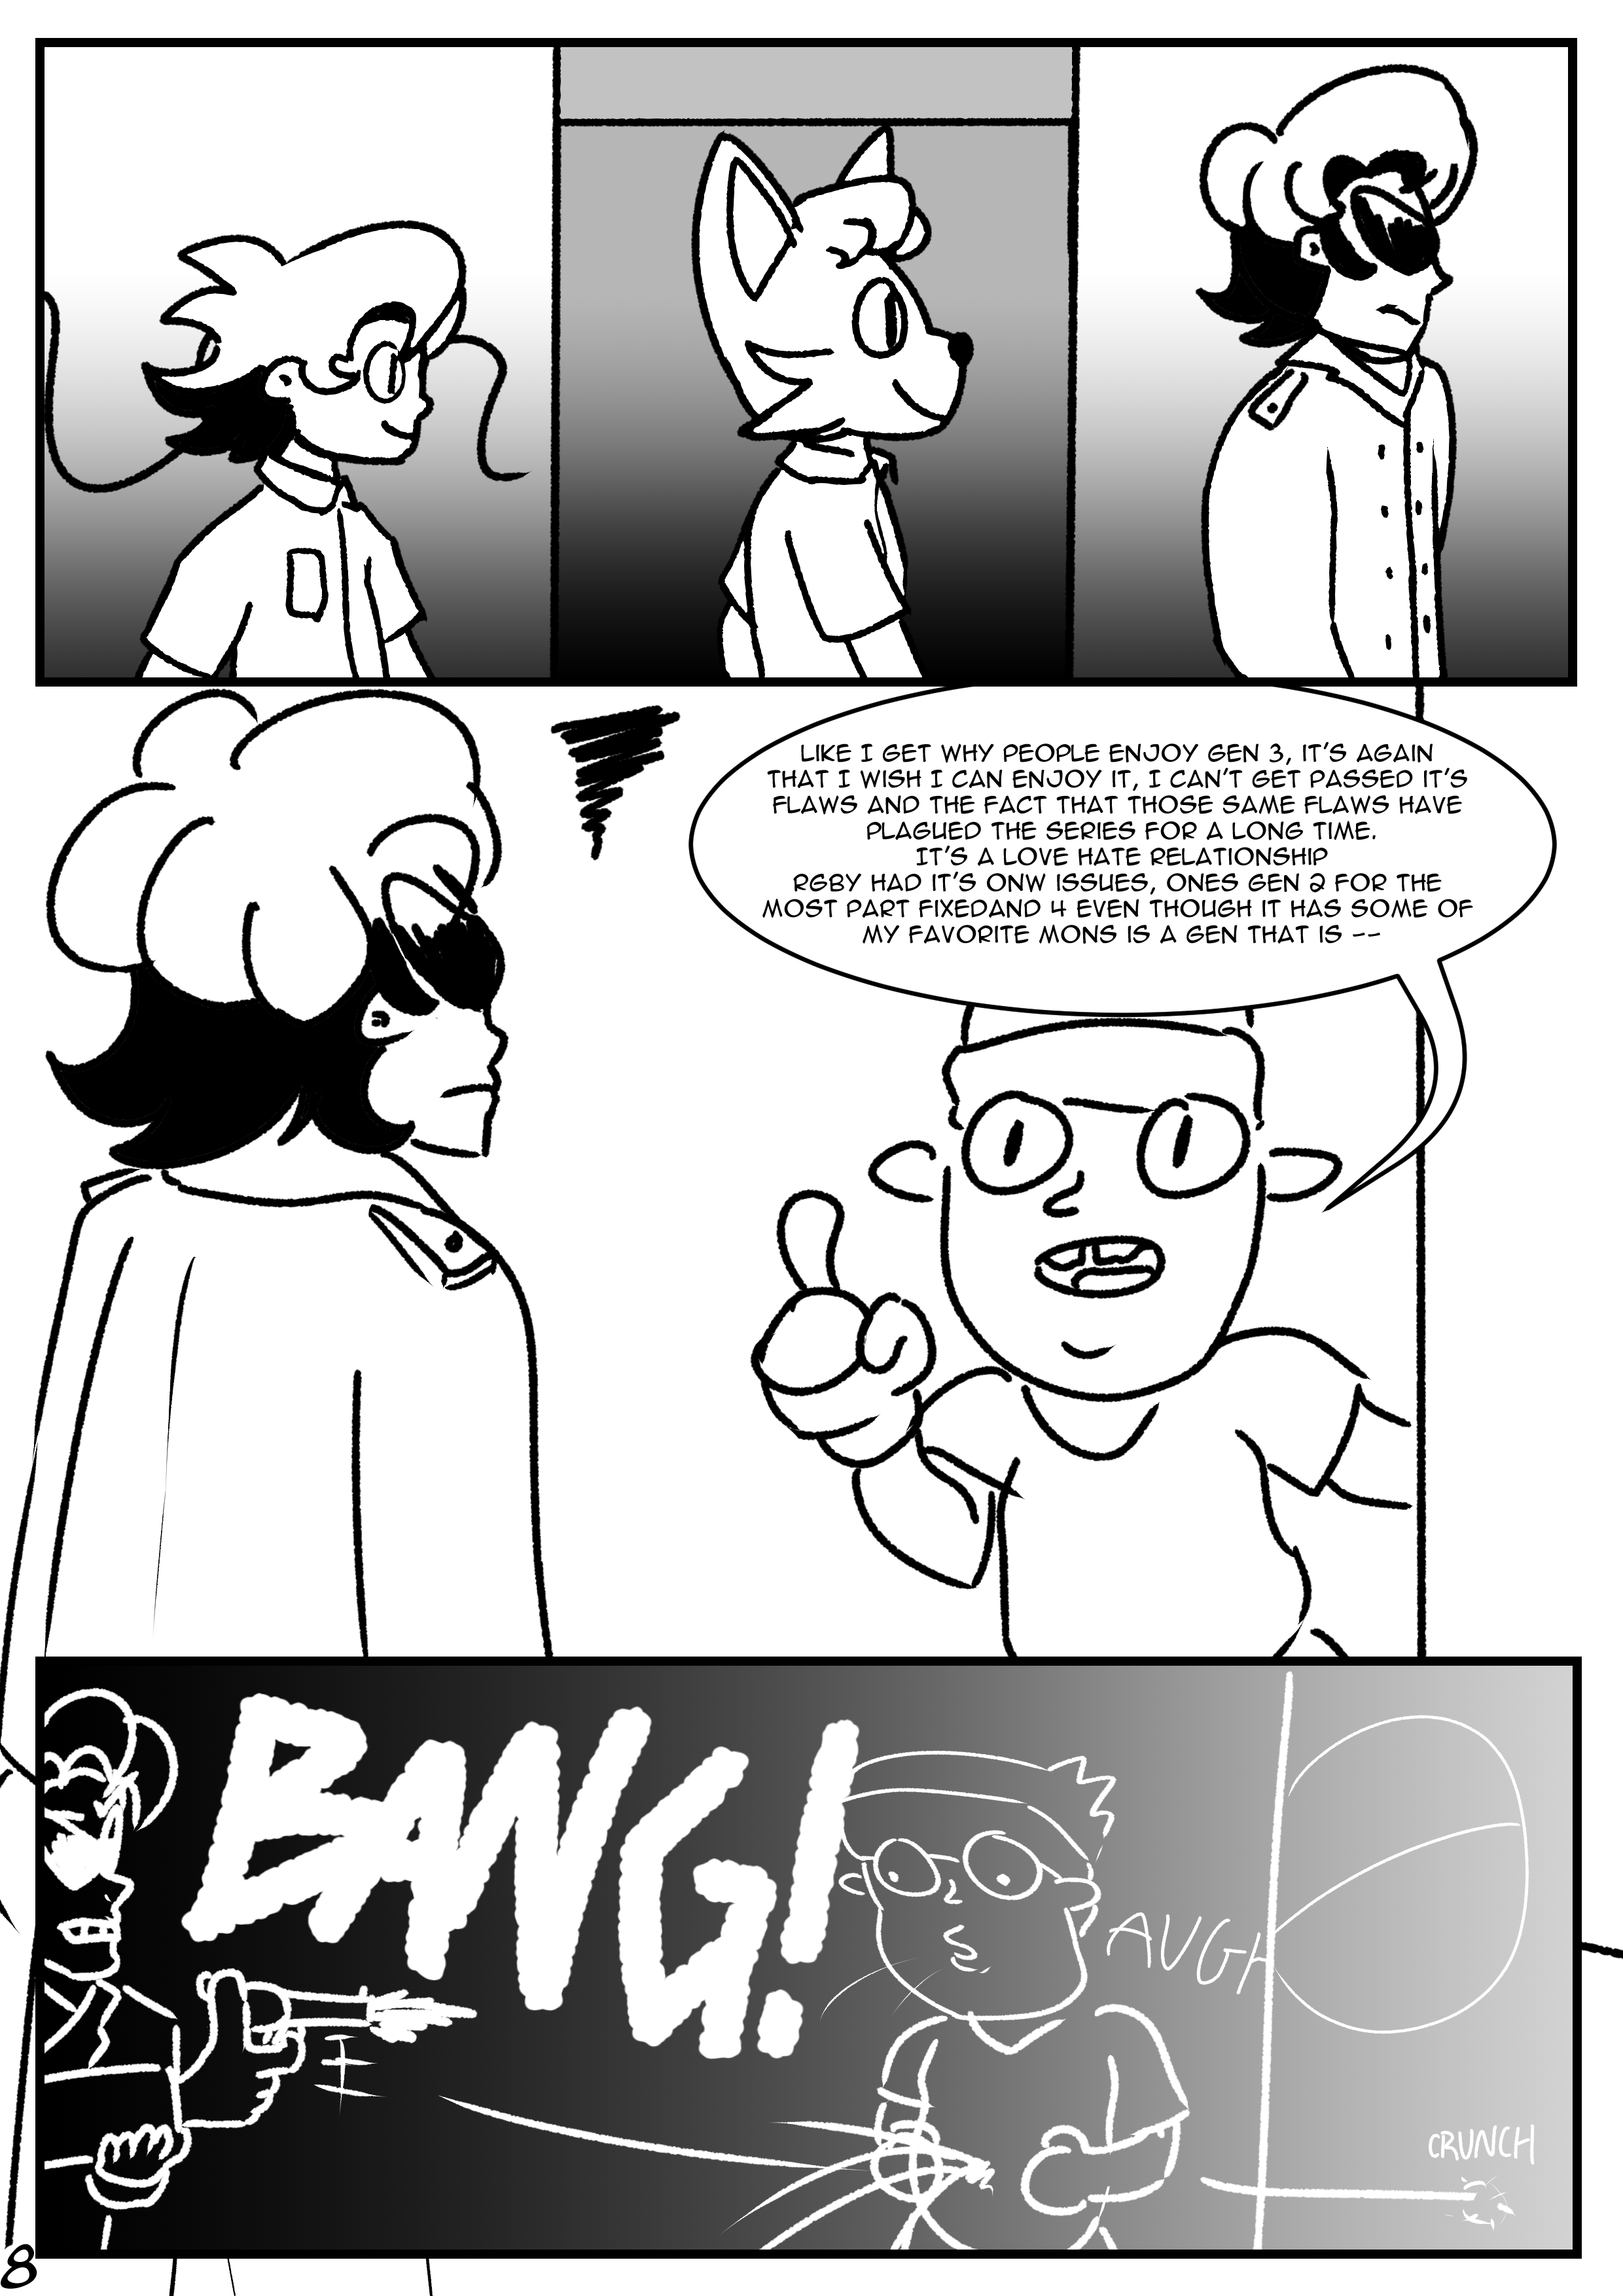 LIKE I GET WHY PEOPLE ENJOY GEN 3, IT'S AGAIN
THAT I WISH I CAN ENJOY IT, I CAN'T GET PASSED IT'S
FLAWS AND THE FACT THAT THOSE SAME FLAWS HAVE
PLAGUED THE SERIES FOR A LONG TIME.
IT'S A LOVE HATE RELATIONSHIP
RGBY HAD IT'S ONW ISSUES, ONES GEN 2 FOR THE
MOST PART FIXEDAND 4 EVEN THOUGH IT HAS SOME OF
MY FAVORITE MONS IS A GEN THAT IS --
BANG!
AUGH
CRUNCH
8